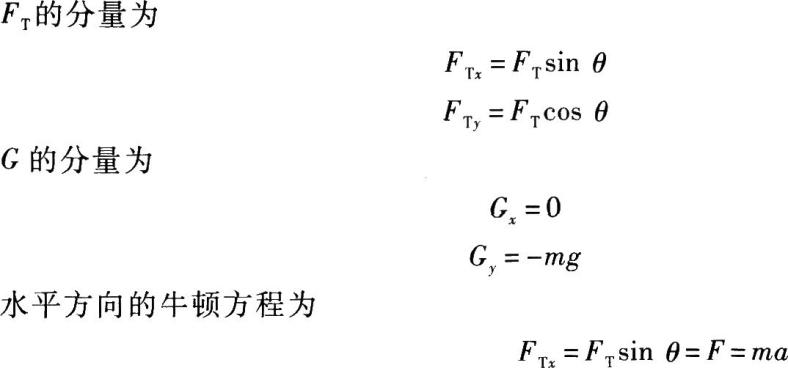 F_T的分量为
F_Tx = F_T sin θ
F_Ty = F_T cos θ
G 的分量为
G_x = 0
G_y = -mg
水平方向的牛顿方程为
F_Tx = F_T sin θ = F = ma